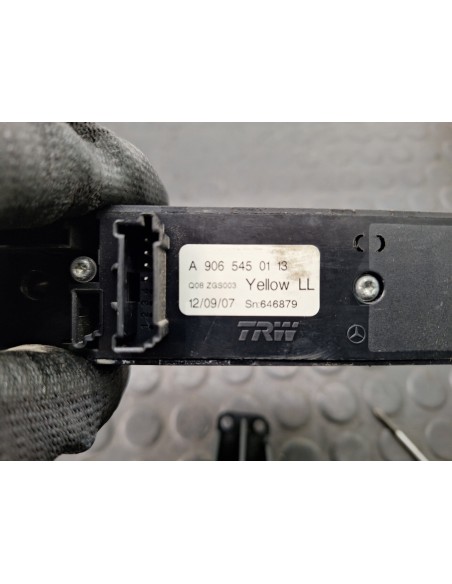 A 906 545 01 13
Q08 ZGS003 Yellow LL
12/09/07 Sn:646879
TRW